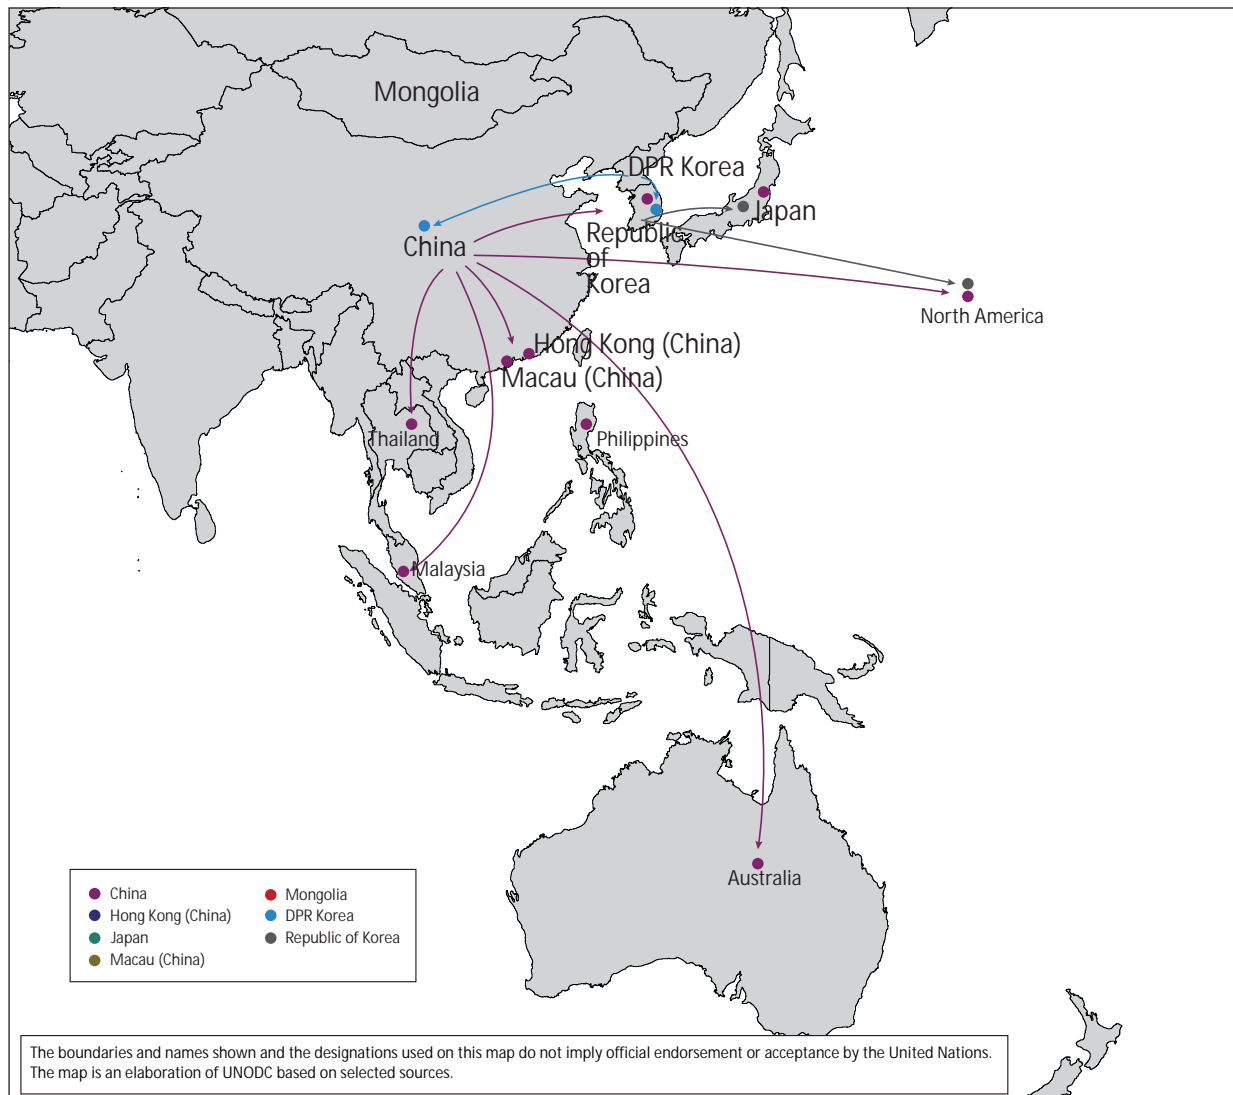 Mongolia
DPR Korea
Japan
China
Republic
of
Korea
North America
Hong Kong (China)
Macau (China)
Thailand
Philippines
Malaysia
Australia
China
Hong Kong (China)
Japan
Macau (China)
Mongolia
DPR Korea
Republic of Korea
The boundaries and names shown and the designations used on this map do not imply official endorsement or acceptance by the United Nations.
The map is an elaboration of UNODC based on selected sources.